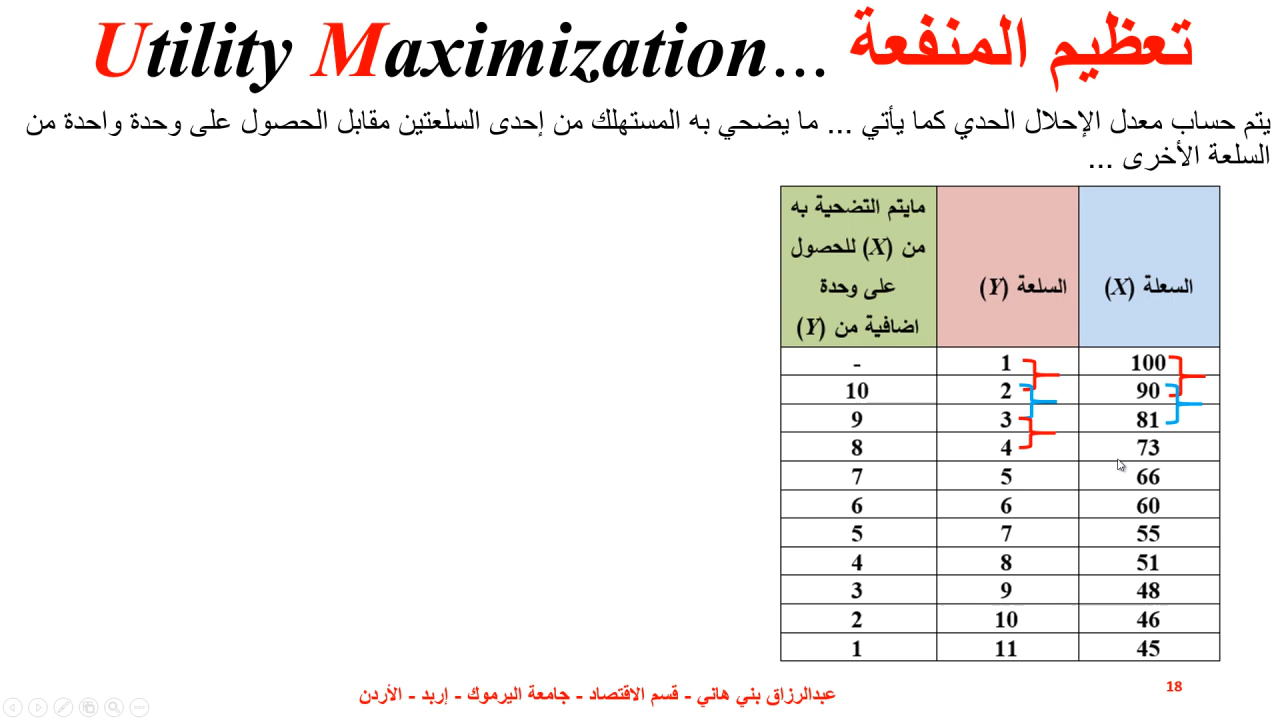 تعظيم المنفعة ...Utility Maximization
يتم حساب معدل الإحلال الحدي كما يأتي ... ما يضحي به المستهلك من إحدى السلعتين مقابل الحصول على وحدة واحدة من
السلعة الأخرى ...
مايتم التضحية به
من (X) للحصول
على وحدة
اضافية من (Y)
السعلة (X) السلعة (Y)
100 1 -
90 2 10
81 3 9
73 4 8
66 5 7
60 6 6
55 7 5
51 8 4
48 9 3
46 10 2
45 11 1
عبدالرزاق بني هاني - قسم الاقتصاد - جامعة اليرموك - إربد - الأردن
18